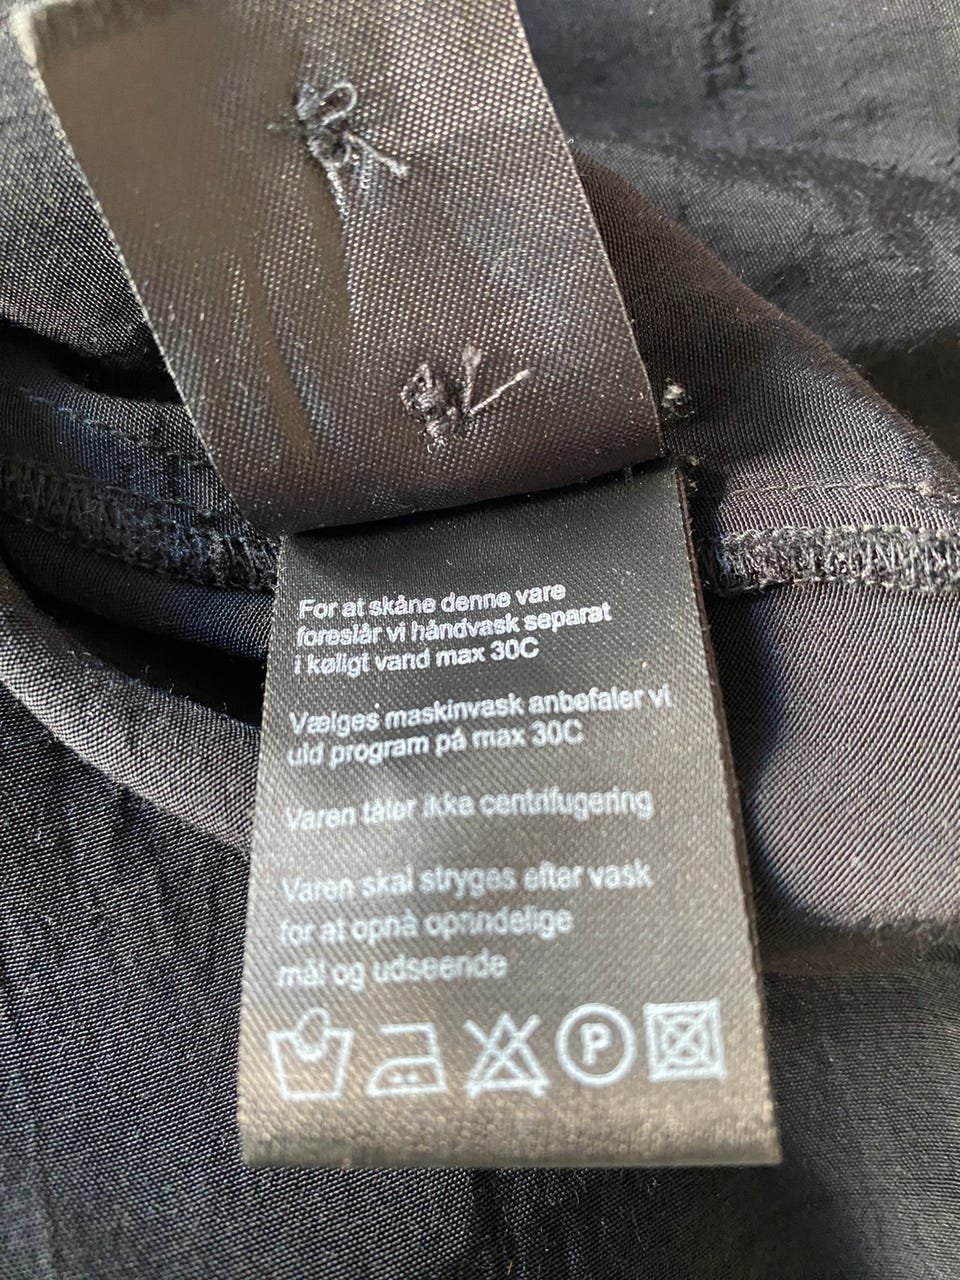 For at skåne denne vare
foreslår vi håndvask separat
i køligt vand max 30C
Vælges maskinvask anbefaler vi
uld program på max 30C
Varen tåler ikke centrifugering
Varen skal stryges efter vask
for at opnå oprindelige
mål og udseende
P